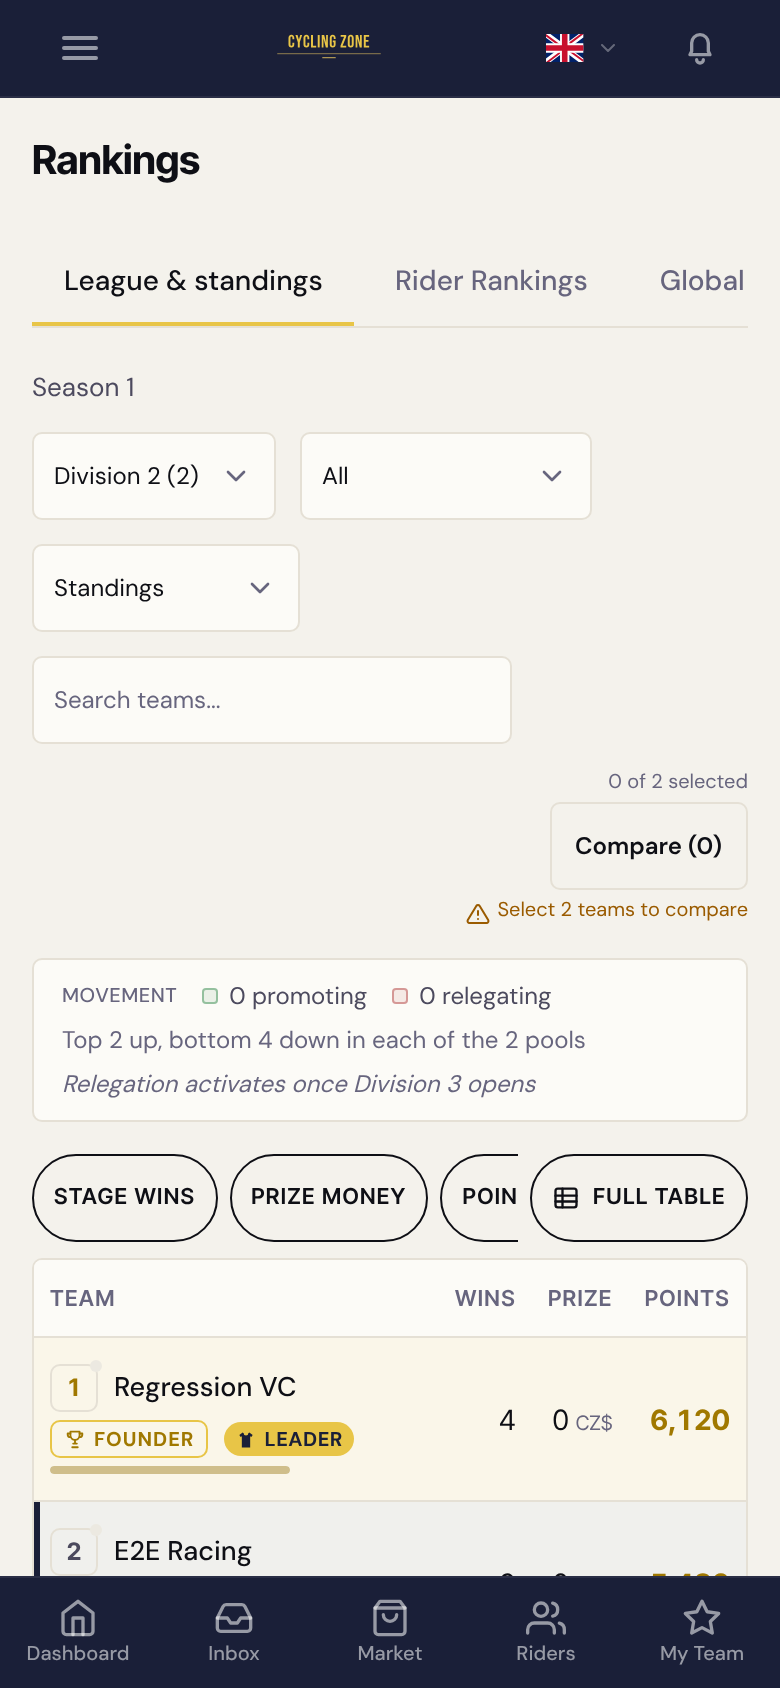 CYCLING ZONE
Rankings
League & standings Rider Rankings Global
Season 1
Division 2 (2) All
Standings
Search teams...
0 of 2 selected
Compare (0)
Select 2 teams to compare
MOVEMENT 0 promoting 0 relegating
Top 2 up, bottom 4 down in each of the 2 pools
Relegation activates once Division 3 opens
STAGE WINS PRIZE MONEY POIN FULL TABLE
TEAM WINS PRIZE POINTS
1 Regression VC
FOUNDER LEADER 4 0 CZ$ 6,120
2 E2E Racing
Dashboard Inbox Market Riders My Team